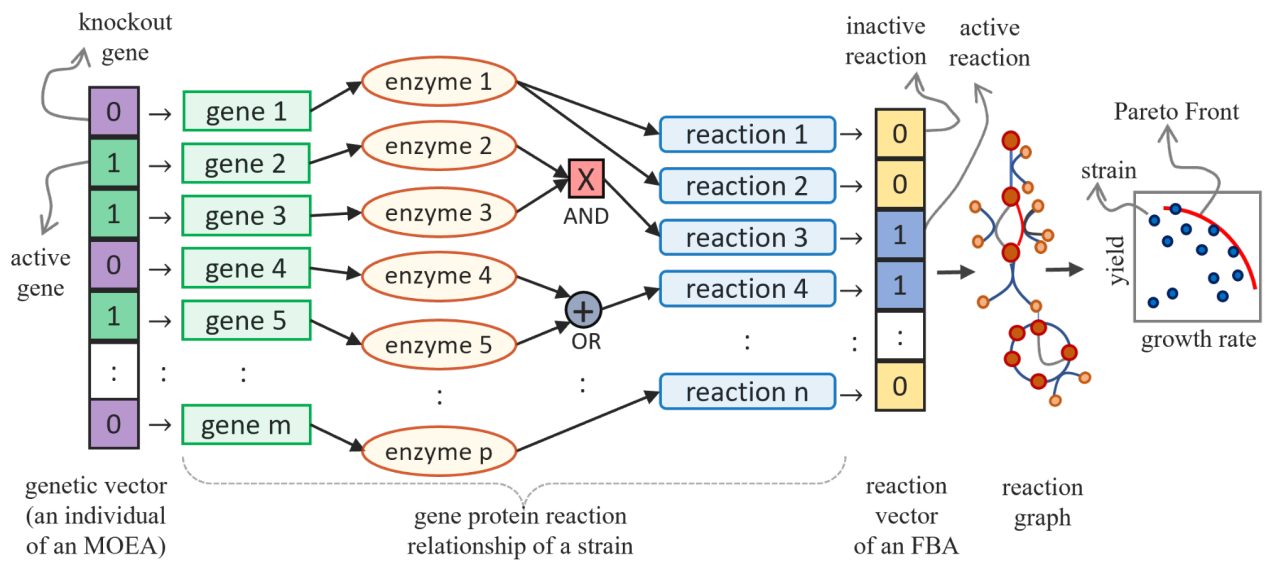 knockout
gene
inactive
reaction
active
reaction
0
gene 1
enzyme 1
reaction 1
0
Pareto Front
1
gene 2
enzyme 2
X
AND
reaction 2
0
strain
1
gene 3
enzyme 3
reaction 3
1
active
gene
0
gene 4
enzyme 4
+
OR
reaction 4
1
yield
growth rate
1
gene 5
enzyme 5
:
:
:
:
:
:
:
:
0
gene m
enzyme p
reaction n
0
genetic vector
(an individual
of an MOEA)
gene protein reaction
relationship of a strain
reaction
vector
of an FBA
reaction
graph